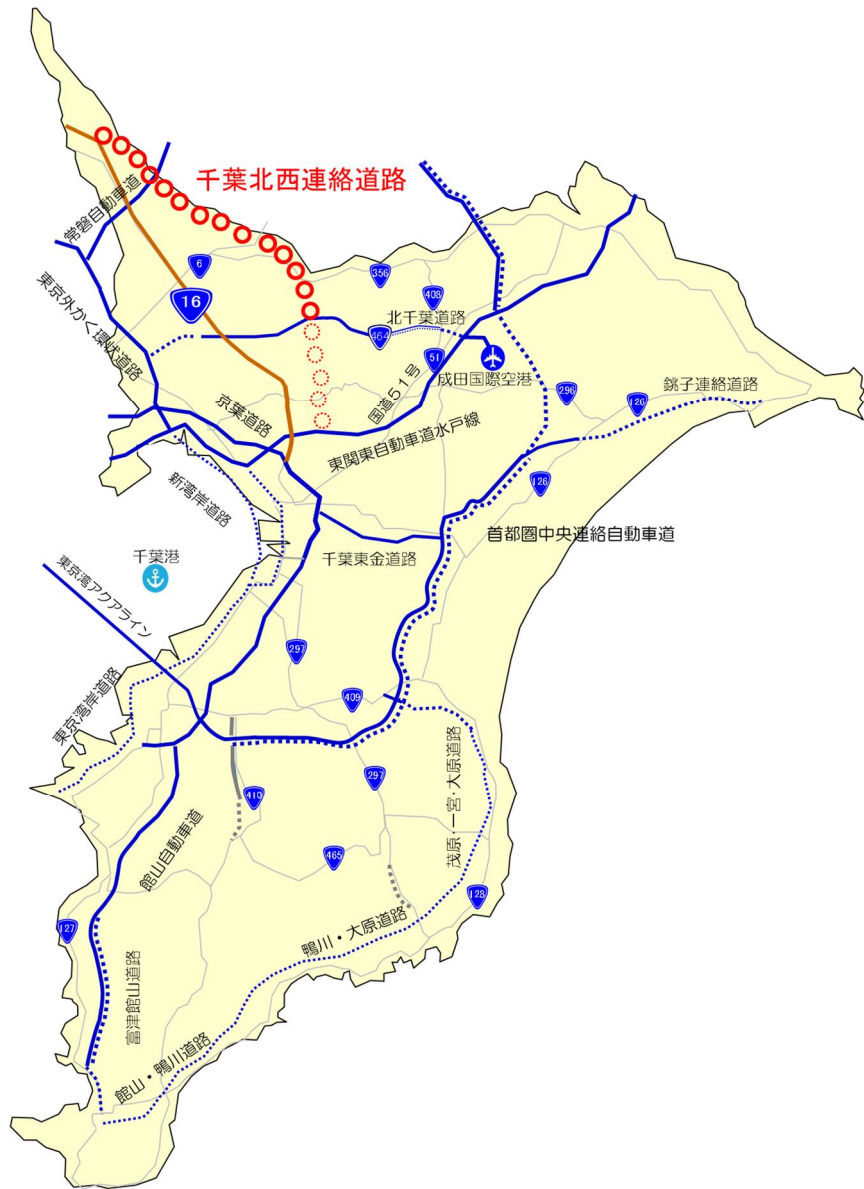 千葉北西連絡道路
常磐自動車道
6
16
356
408
東京外かく環状道路
北千葉道路
464
51
成田国際空港
国道51号
296
126
銚子連絡道路
京葉道路
東関東自動車道水戸線
126
新湾岸道路
首都圏中央連絡自動車道
千葉港
千葉東金道路
東京湾アクアライン
297
409
東京湾岸道路
297
410
茂原・一宮・大原道路
館山自動車道
465
128
127
鴨川・大原道路
富津館山道路
館山・鴨川道路